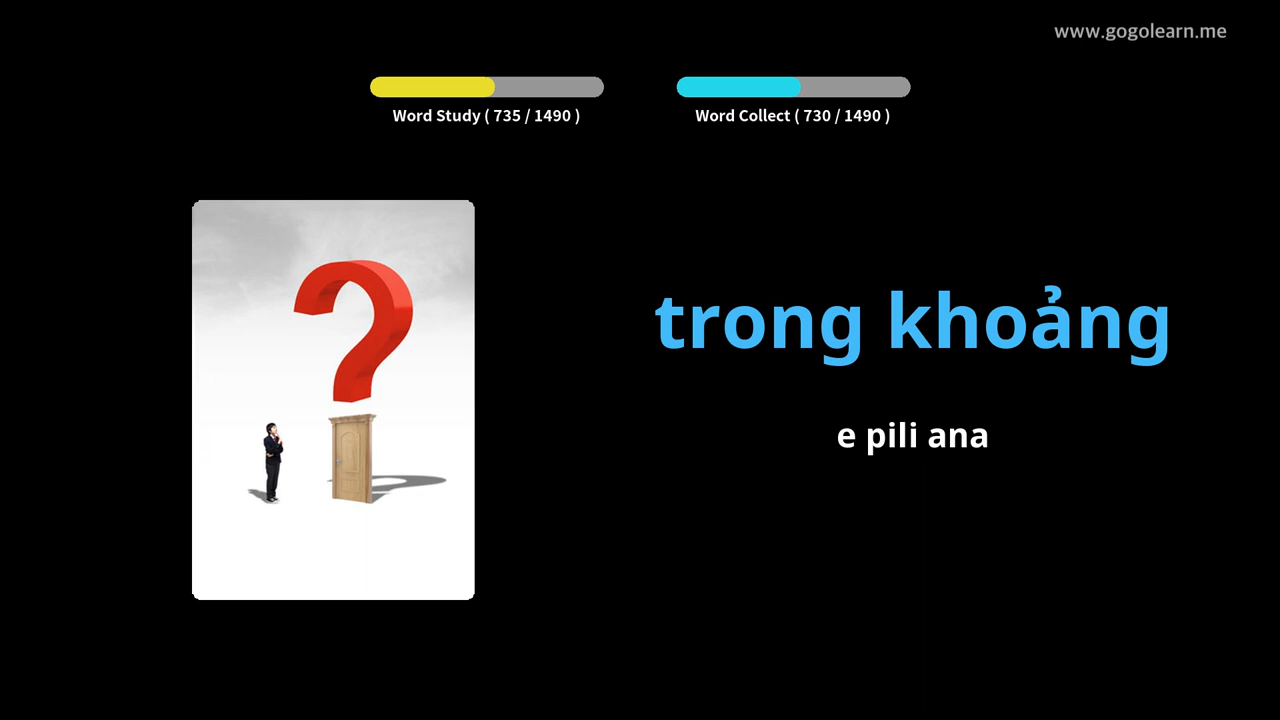 www.gogolearn.me
Word Study ( 735 / 1490 )
Word Collect ( 730 / 1490 )
trong khoảng
e pili ana